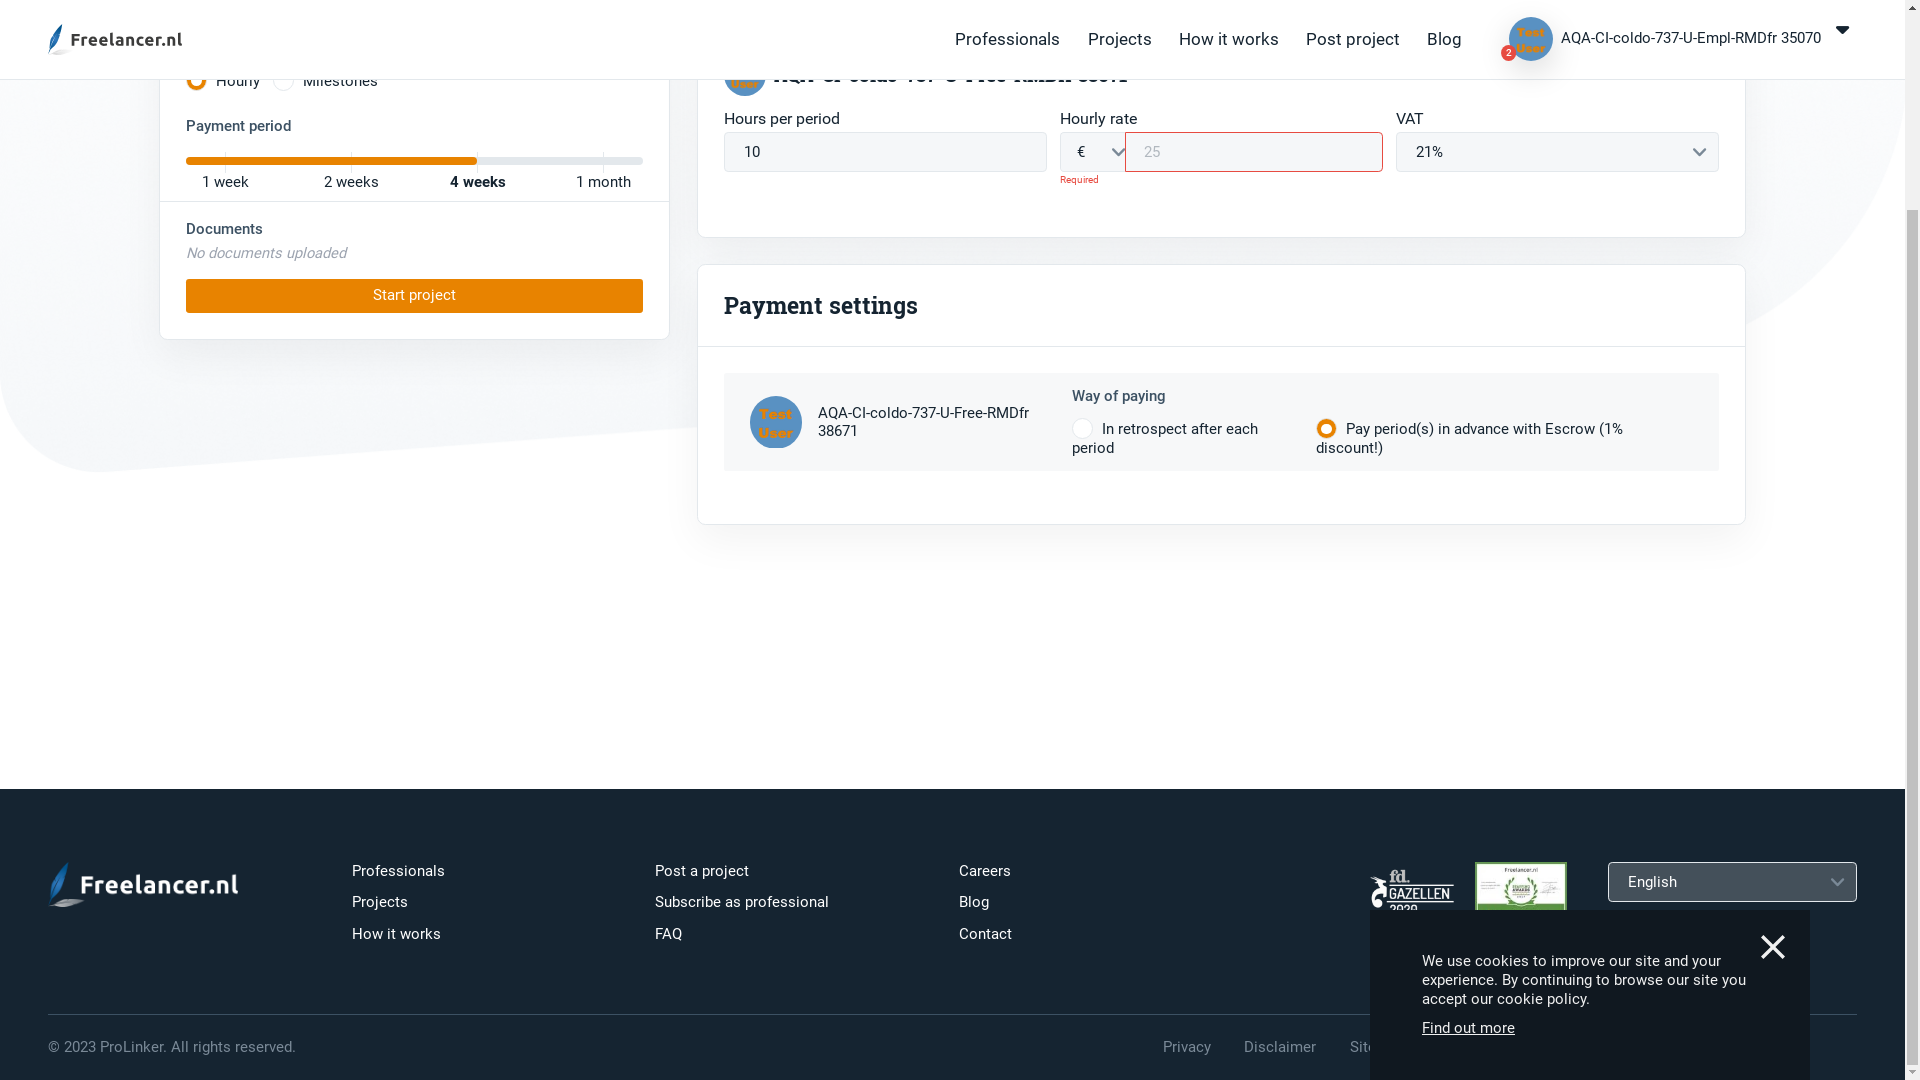 Freelancer.nl
Professionals
Projects
How it works
Post project
Blog
Test
User
2
AQA-CI-coldo-737-U-Empl-RMDfr 35070
Hourly
Milestones
Payment period
1 week
2 weeks
4 weeks
1 month
Documents
No documents uploaded
Start project
User
Hours per period
Hourly rate
VAT
10
€
25
21%
Required
Payment settings
Test
User
AQA-CI-coldo-737-U-Free-RMDfr
38671
Way of paying
In retrospect after each
period
Pay period(s) in advance with Escrow (1%
discount!)
Freelancer.nl
Professionals
Projects
How it works
Post a project
Subscribe as professional
FAQ
Careers
Blog
Contact
fd.
GAZELLEN
2020
Freelancer.nl
English
We use cookies to improve our site and your
experience. By continuing to browse our site you
accept our cookie policy.
Find out more
© 2023 ProLinker. All rights reserved.
Privacy
Disclaimer